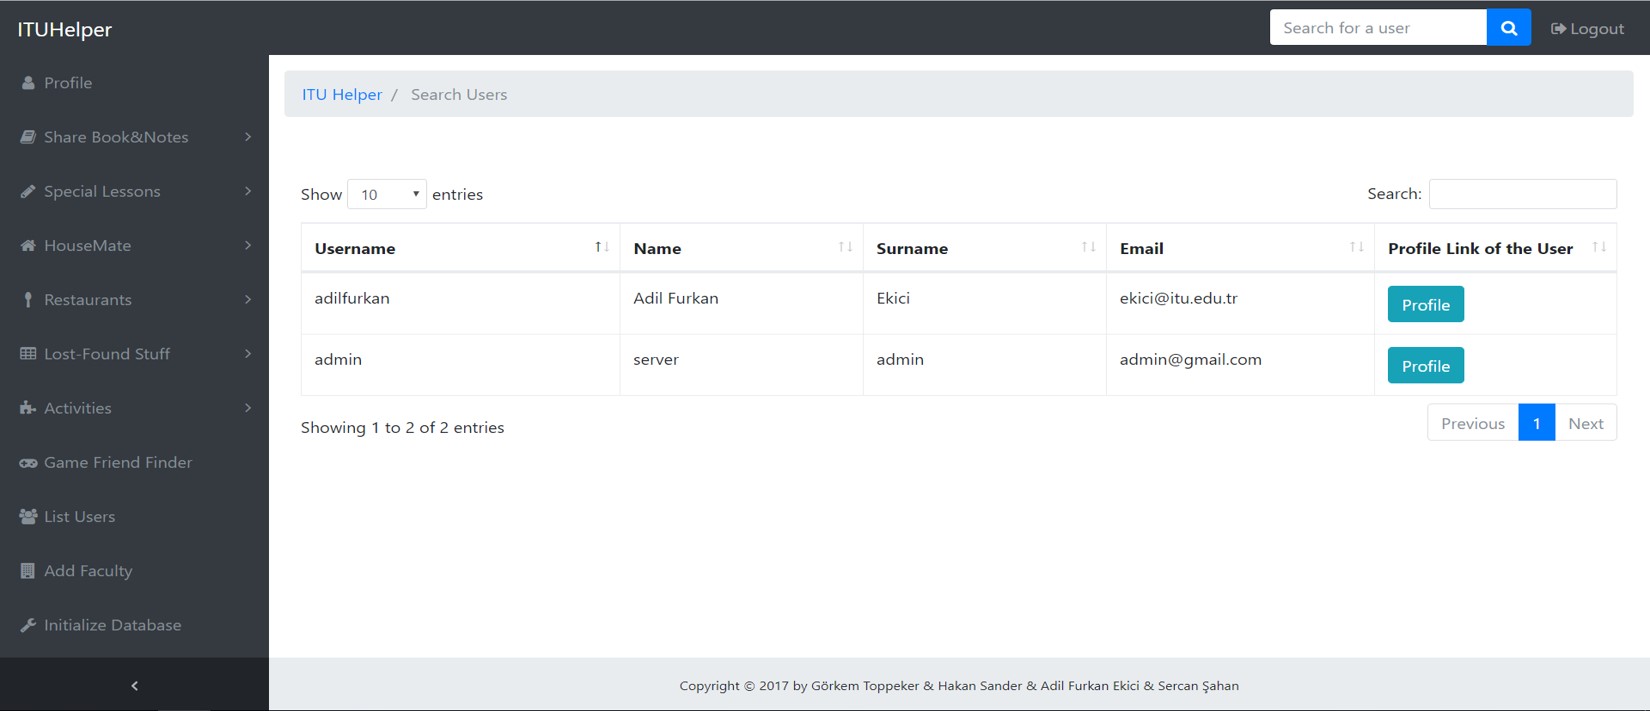 ITUHelper
Search for a user
Logout
Profile
Share Book&Notes
Special Lessons
HouseMate
Restaurants
Lost-Found Stuff
Activities
Game Friend Finder
List Users
Add Faculty
Initialize Database
ITU Helper / Search Users
Show 10 entries
Search:
Username Name Surname Email Profile Link of the User
adilfurkan Adil Furkan Ekici ekici@itu.edu.tr Profile
admin server admin admin@gmail.com Profile
Showing 1 to 2 of 2 entries
Previous 1 Next
Copyright © 2017 by Görkem Toppeker & Hakan Sander & Adil Furkan Ekici & Sercan Şahan